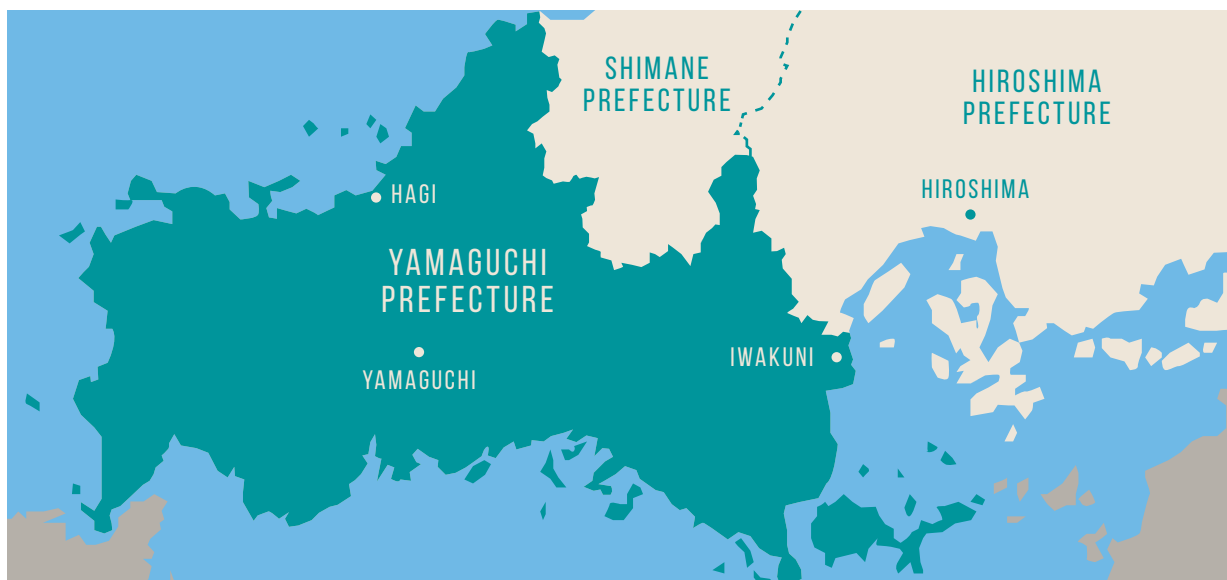 SHIMANE
PREFECTURE
HIROSHIMA
PREFECTURE
HIROSHIMA
HAGI
YAMAGUCHI
PREFECTURE
IWAKUNI
YAMAGUCHI